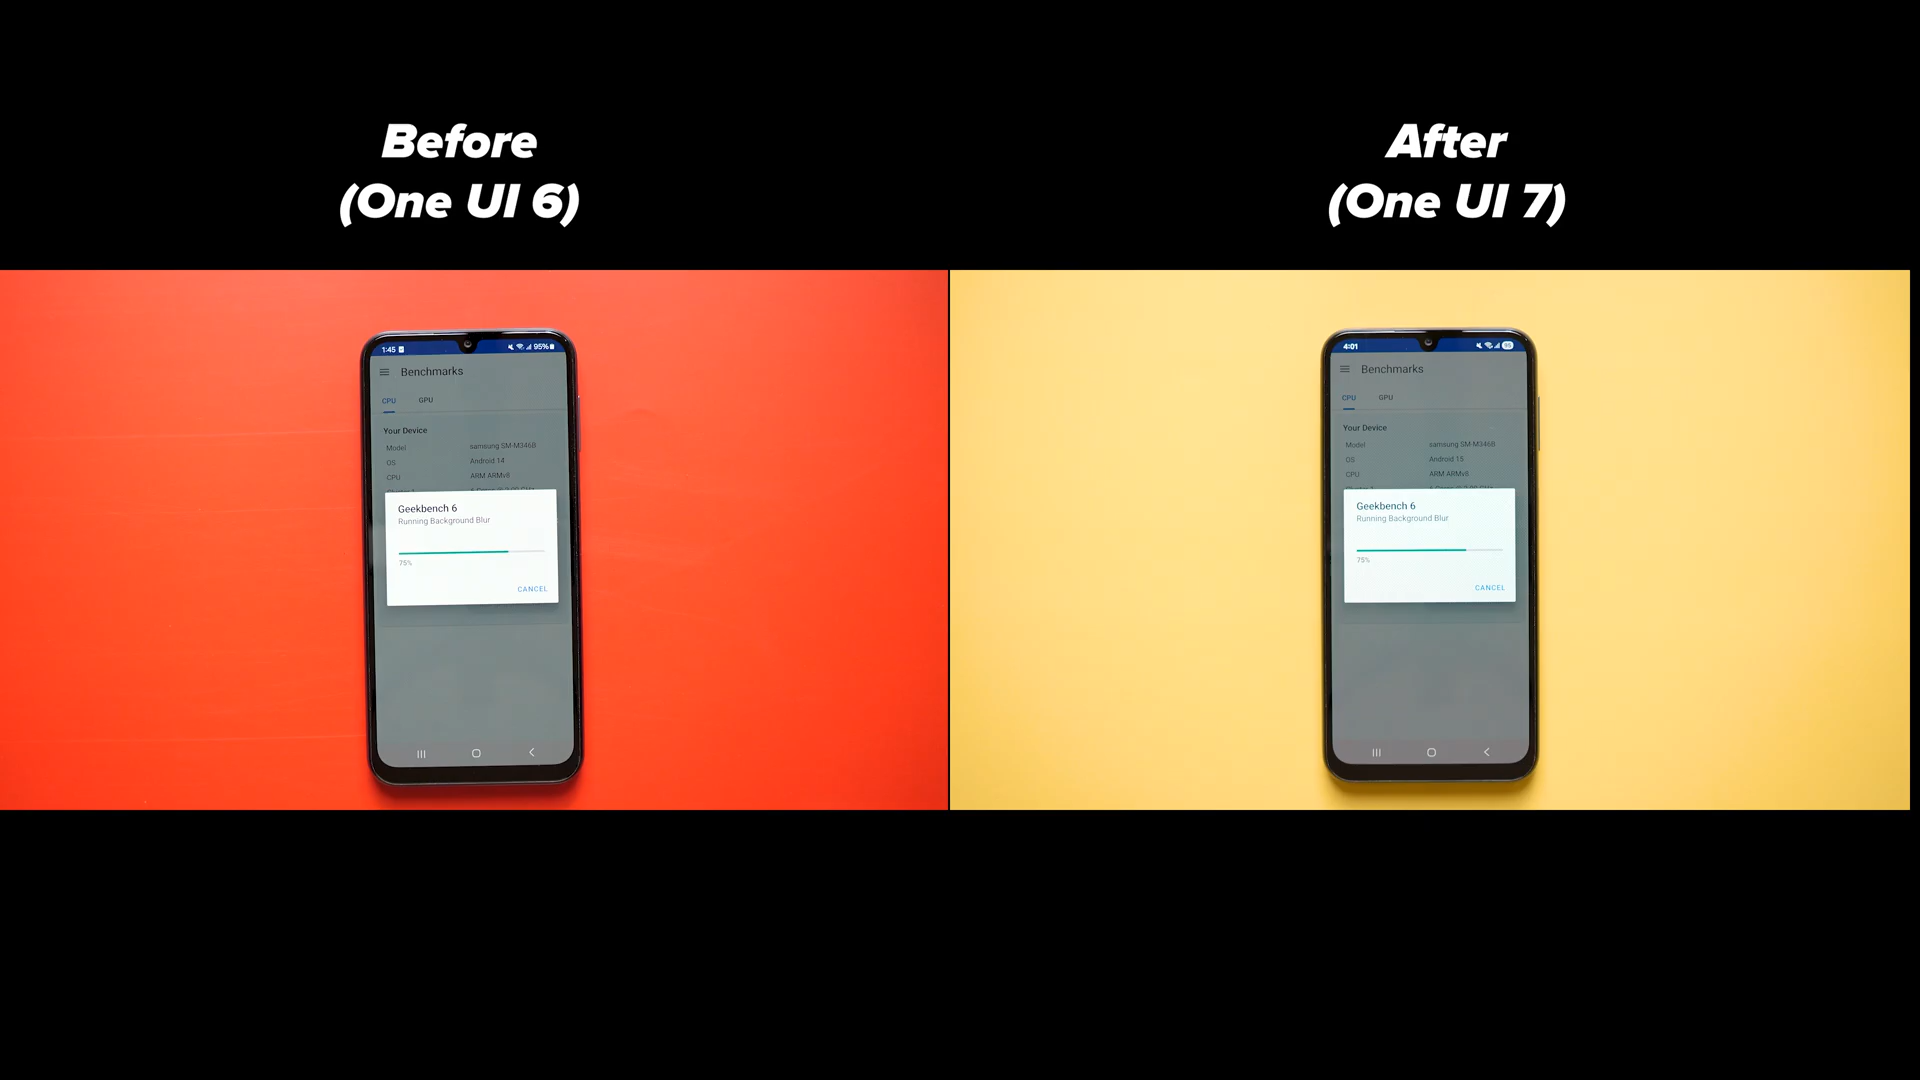 Before
(One UI 6)
After
(One UI 7)
1:45
95%
Benchmarks
CPU GPU
Your Device
Model samsung SM-M346B
OS Android 14
CPU ARM ARMv8
Geekbench 6
Running Background Blur
75%
CANCEL
4:01
Benchmarks
CPU GPU
Your Device
Model samsung SM-M346B
OS Android 15
CPU ARM ARMv8
Geekbench 6
Running Background Blur
75%
CANCEL